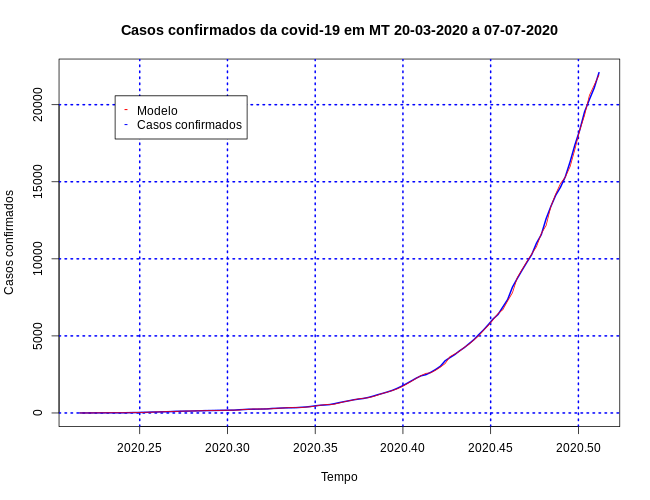 Casos confirmados da covid-19 em MT 20-03-2020 a 07-07-2020
Casos confirmados
20000
15000
10000
5000
0
Modelo
Casos confirmados
2020.25 2020.30 2020.35 2020.40 2020.45 2020.50
Tempo